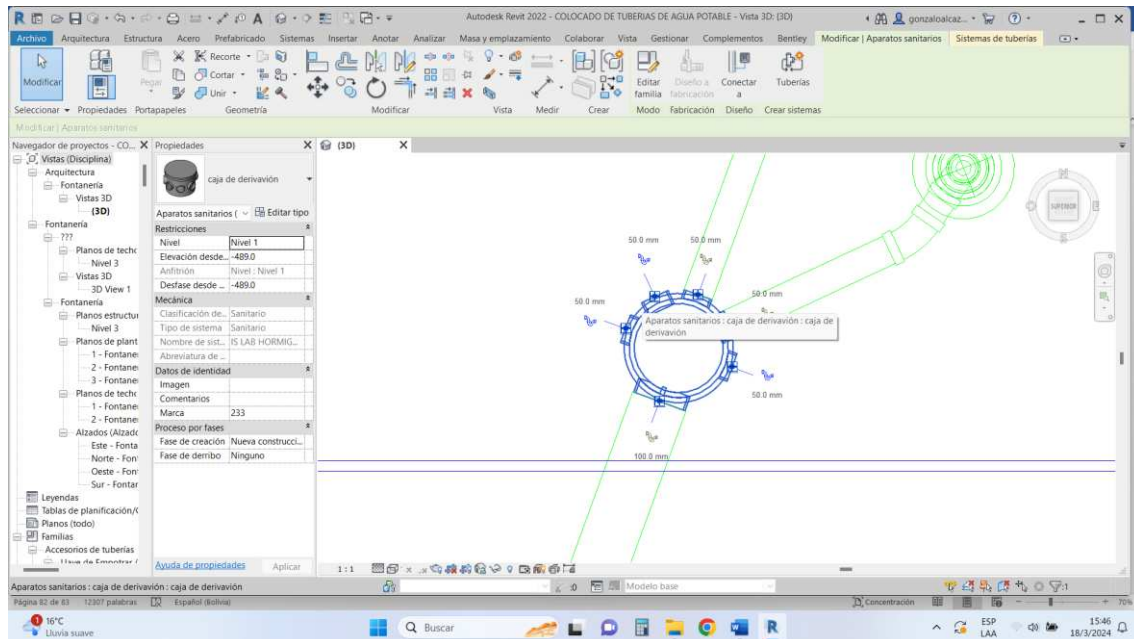 Autodesk Revit 2022 - COLOCADO DE TUBERIAS DE AGUA POTABLE - Vista 3D: {3D}
gonzaloalcaz...
Archivo Arquitectura Estructura Acero Prefabricado Sistemas Insertar Anotar Analizar Masa y emplazamiento Colaborar Vista Gestionar Complementos Bentley Modificar | Aparatos sanitarios Sistemas de tuberías
Modificar
Pegar
Recorte
Cortar
Unir
Editar familia
Diseño a fabricación
Conectar a
Tuberías
Seleccionar Propiedades Portapapeles Geometría Modificar Vista Medir Crear Modo Fabricación Diseño Crear sistemas
Modificar | Aparatos sanitarios
Navegador de proyectos - CO...
Vistas (Disciplina)
Arquitectura
Fontanería
Vistas 3D
{3D}
Fontanería
???
Planos de techo
Nivel 3
Vistas 3D
3D View 1
Fontanería
Planos estructur
Nivel 3
Planos de plant
1 - Fontane
2 - Fontane
3 - Fontane
Planos de techo
1 - Fontane
2 - Fontane
Alzados (Alzado
Este - Fonta
Norte - Fon
Oeste - Fon
Sur - Fontar
Leyendas
Tablas de planificación/
Planos (todo)
Familias
Accesorios de tuberías
Llave de Empotrar (
Propiedades
caja de derivavión
Aparatos sanitarios (
Editar tipo
Restricciones
Nivel Nivel 1
Elevación desde... -489.0
Anfitrión Nivel : Nivel 1
Desfase desde ... -489.0
Mecánica
Clasificación de... Sanitario
Tipo de sistema Sanitario
Nombre de sist... IS LAB HORMIG...
Abreviatura de ...
Datos de identidad
Imagen
Comentarios
Marca 233
Proceso por fases
Fase de creación Nueva construcci...
Fase de derribo Ninguno
Ayuda de propiedades Aplicar
{3D}
SUPERIOR
N
E
S
50.0 mm
50.0 mm
50.0 mm
50.0 mm
Aparatos sanitarios : caja de derivavión : caja de
derivavión
50.0 mm
100.0 mm
1 : 1
Aparatos sanitarios : caja de derivavión : caja de derivavión
:0
Modelo base
:1
Página 82 de 83 12307 palabras Español (Bolivia)
Concentración
70%
16°C
Lluvia suave
Buscar
ESP
LAA
15:46
18/3/2024